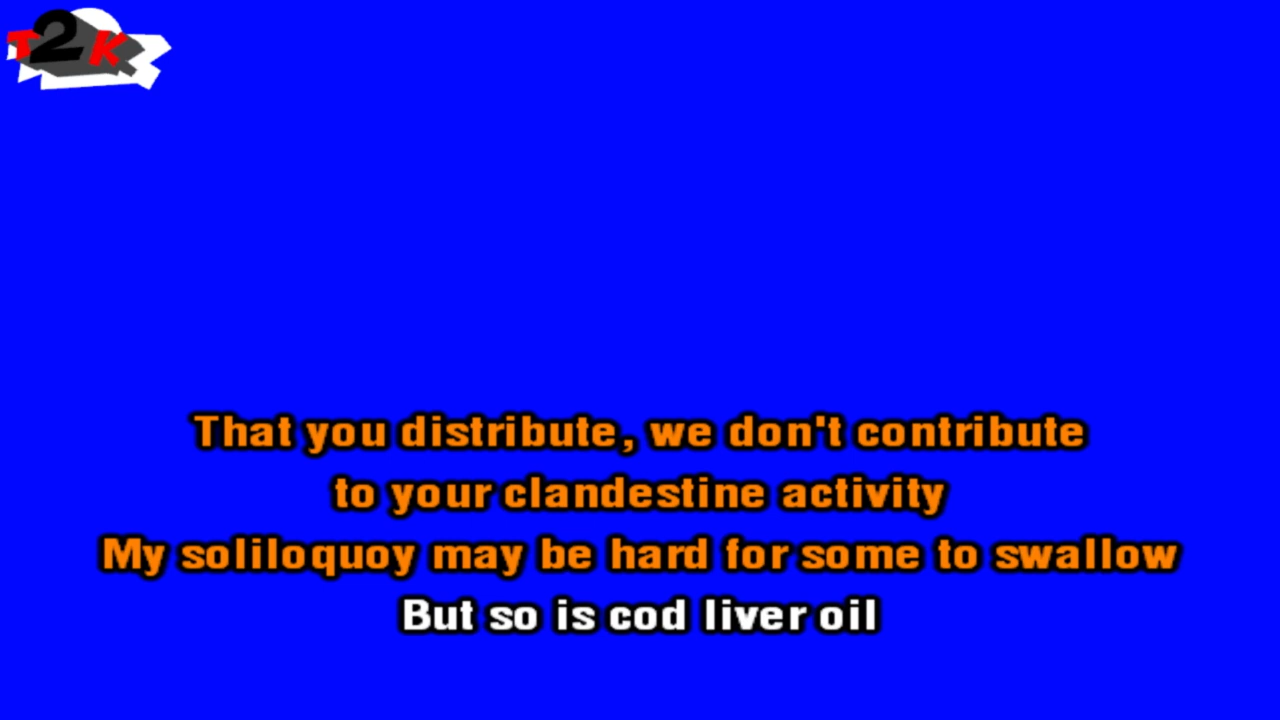 T2K
That you distribute, we don't contribute
to your clandestine activity
My soliloquoy may be hard for some to swallow
But so is cod liver oil